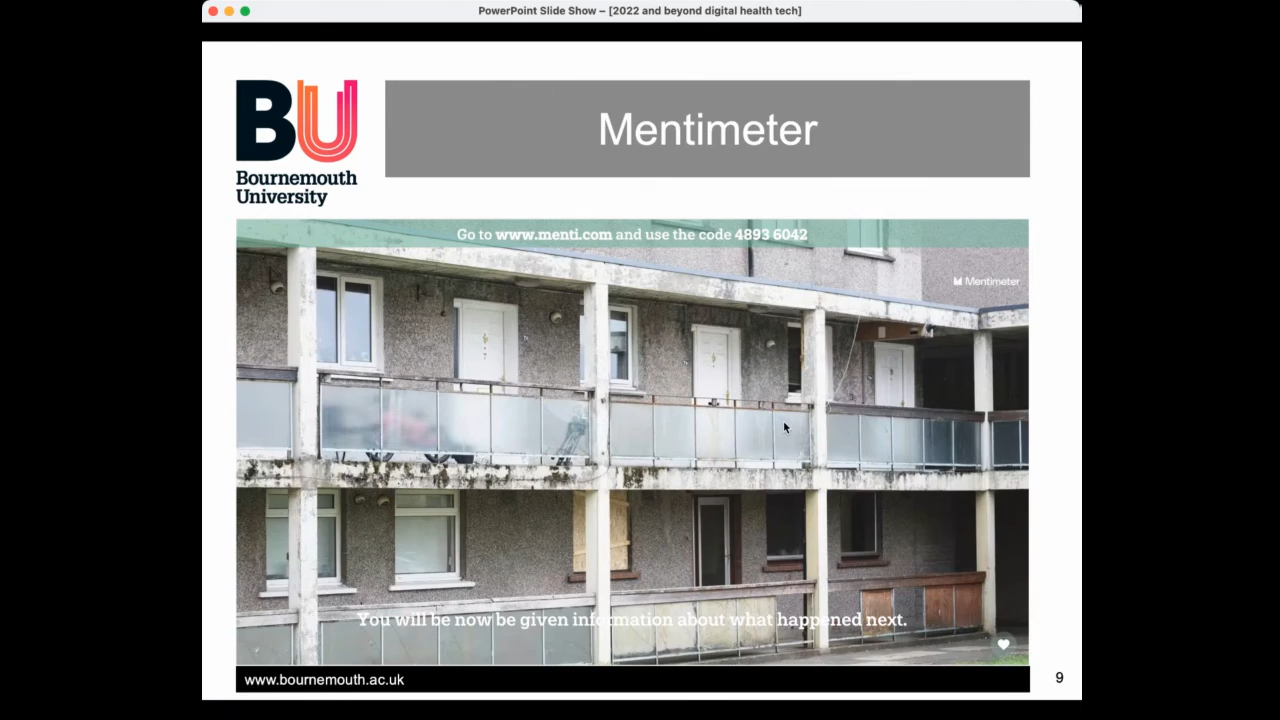 PowerPoint Slide Show – [2022 and beyond digital health tech]
BU
Bournemouth
University
Mentimeter
Go to www.menti.com and use the code 4893 6042
Mentimeter
You will be now be given information about what happened next.
www.bournemouth.ac.uk
9